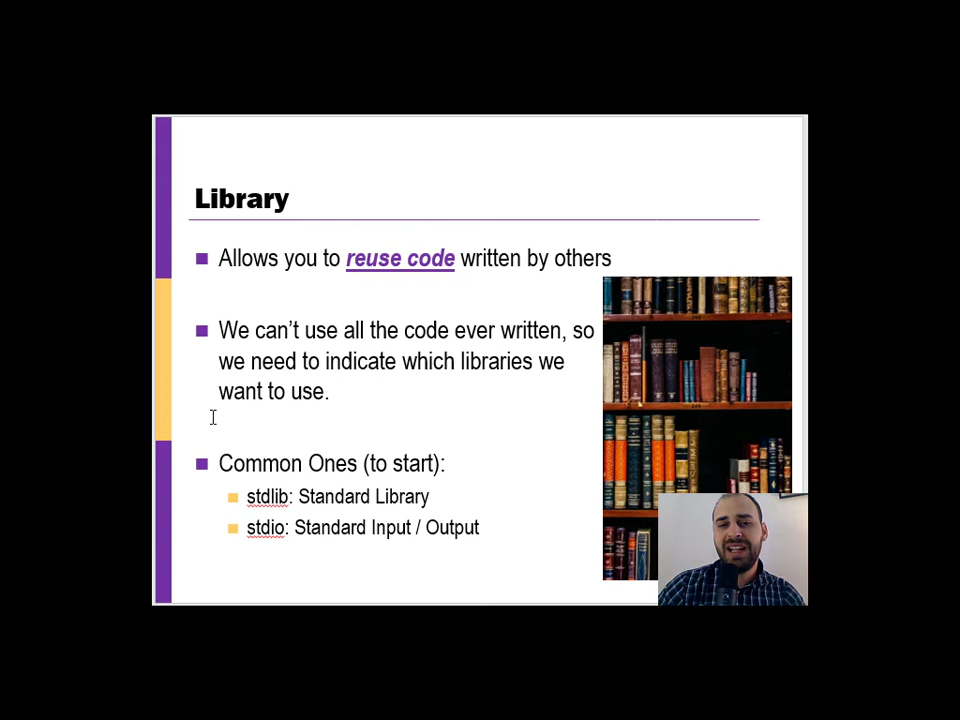 Library
Allows you to reuse code written by others
We can't use all the code ever written, so
we need to indicate which libraries we
want to use.
Common Ones (to start):
stdlib: Standard Library
stdio: Standard Input / Output